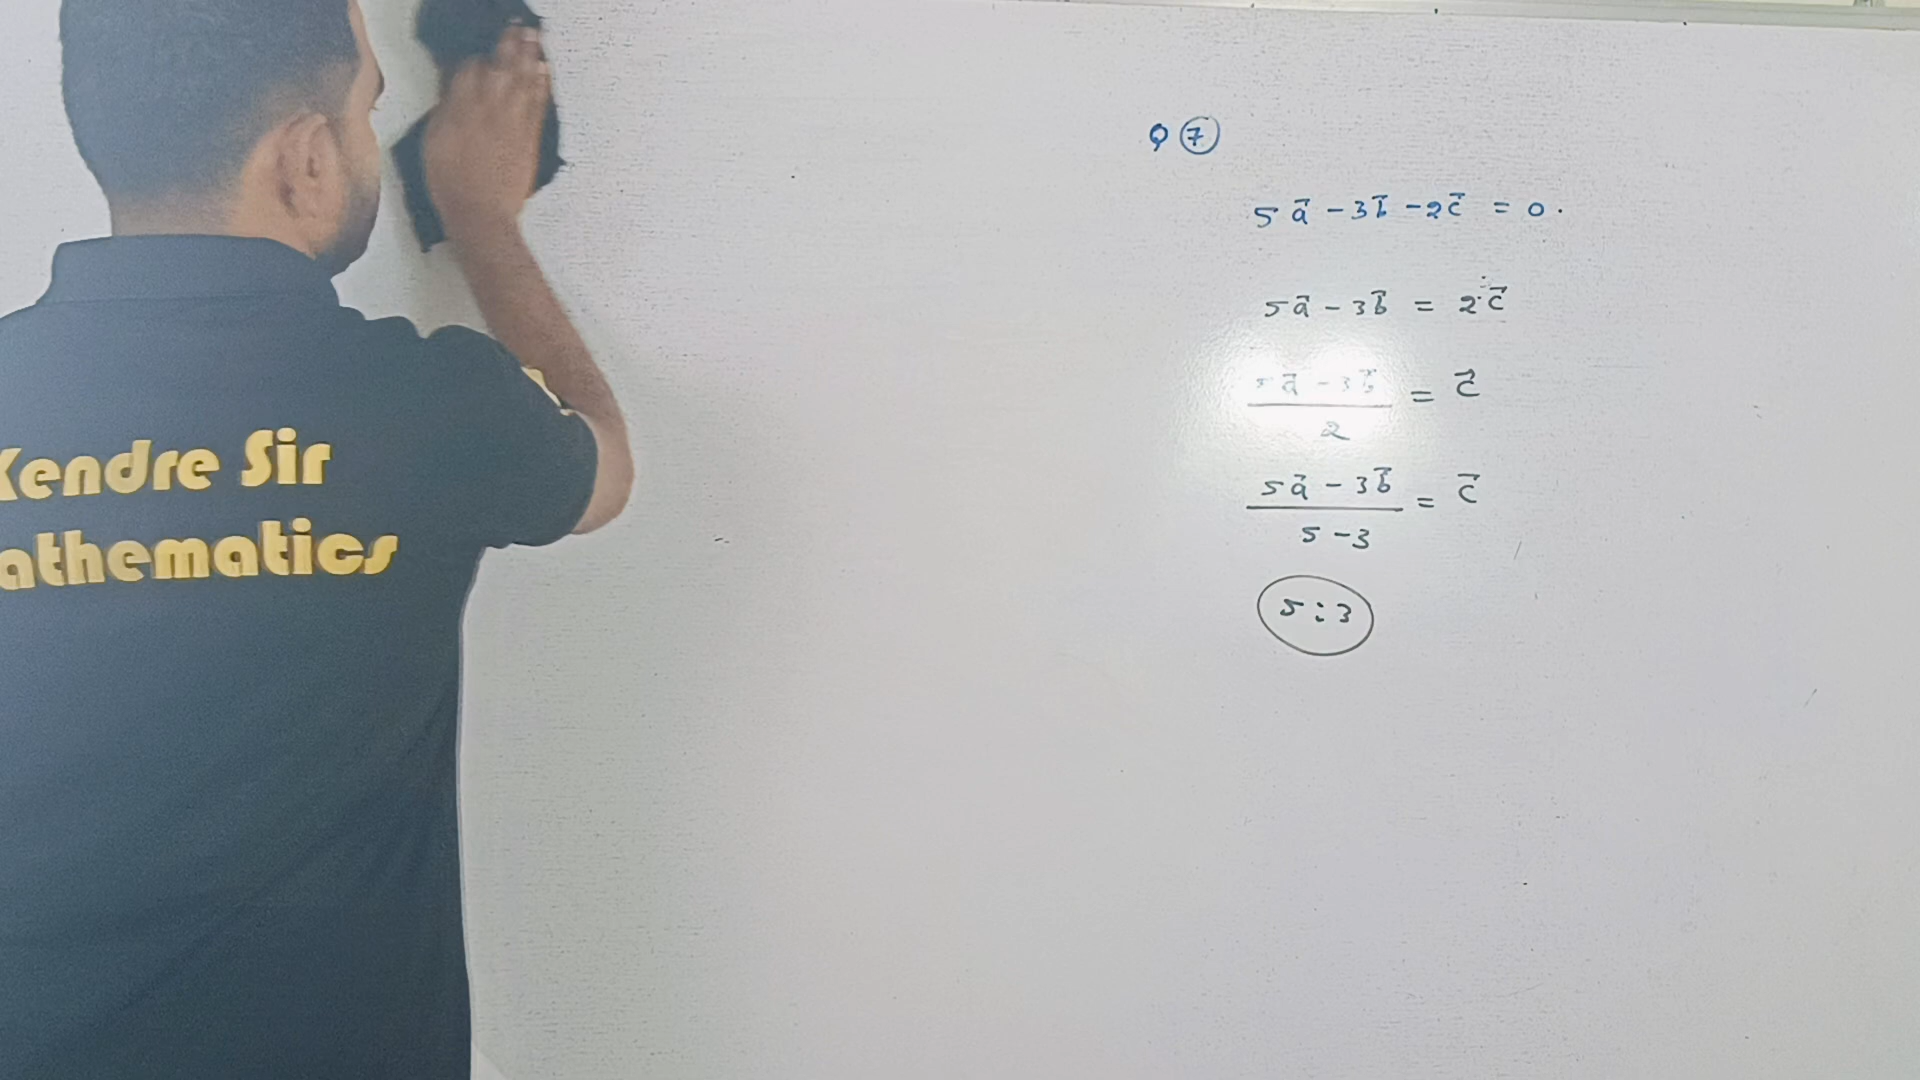 Kendre Sir
athematics
Q 7
5a̅ - 3b̅ - 2c̅ = 0.
5a̅ - 3b̅ = 2c̅
5a̅ - 3b̅ / 2 = c̅
5a̅ - 3b̅ / 5 - 3 = c̅
5 : 3